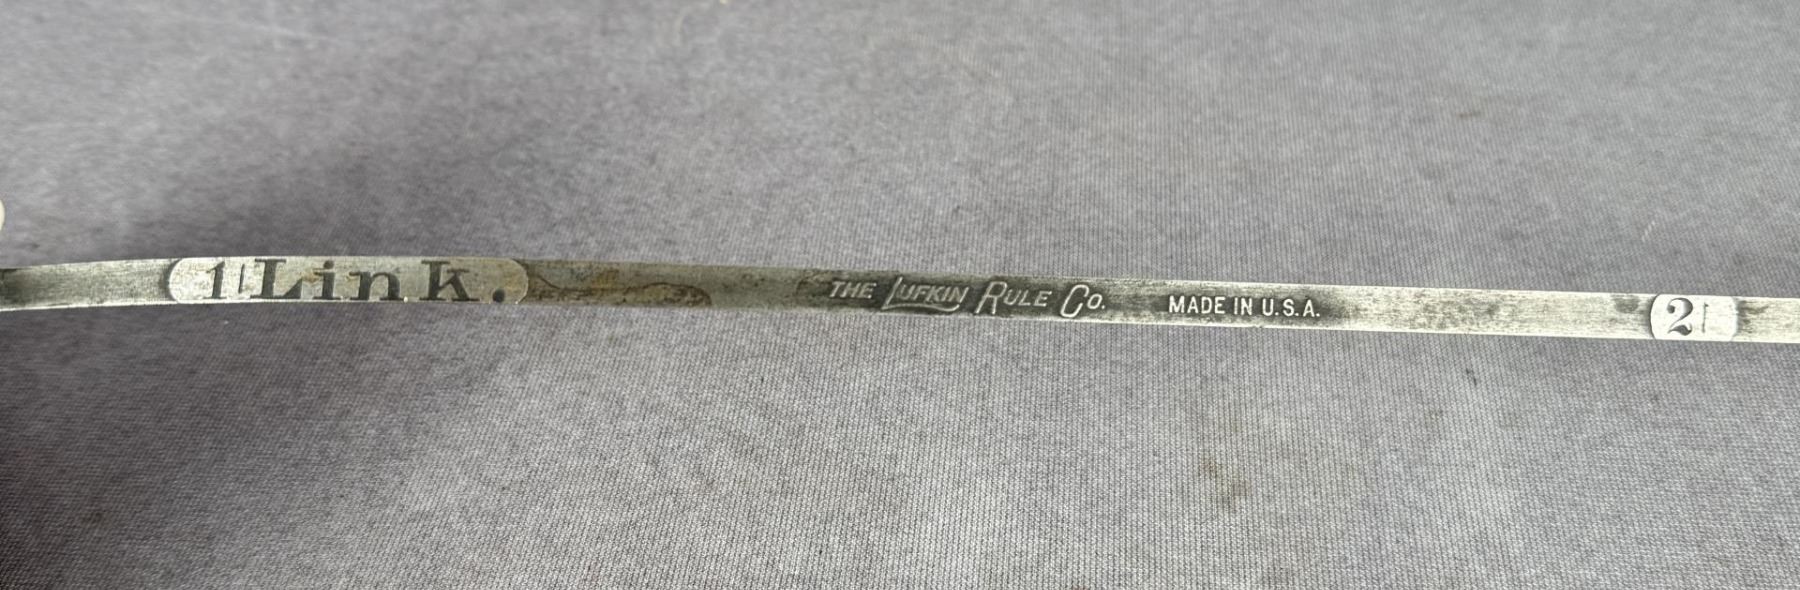 1 Link. THE LUFKIN RULE CO. MADE IN U.S.A. 2